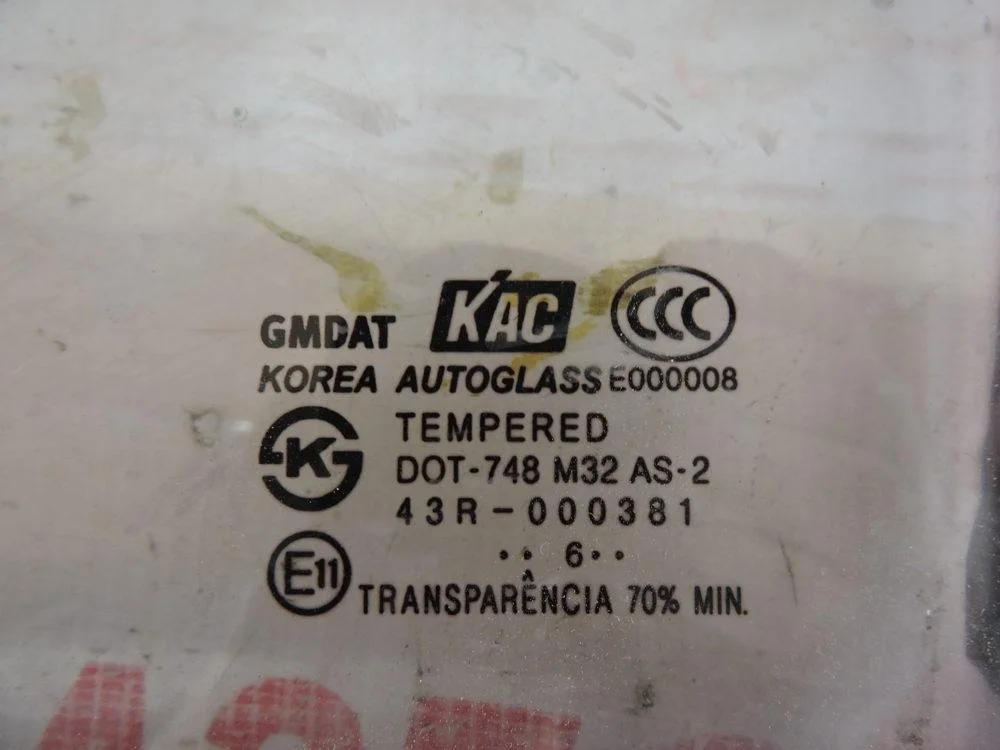 GMDAT KAC CCC
KOREA AUTOGLASS E000008
K TEMPERED
DOT-748 M32 AS-2
43R-000381
•• 6••
E11 TRANSPARÊNCIA 70% MIN.